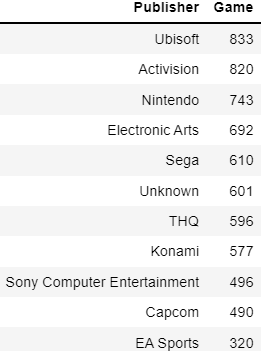 Publisher Game
Ubisoft 833
Activision 820
Nintendo 743
Electronic Arts 692
Sega 610
Unknown 601
THQ 596
Konami 577
Sony Computer Entertainment 496
Capcom 490
EA Sports 320